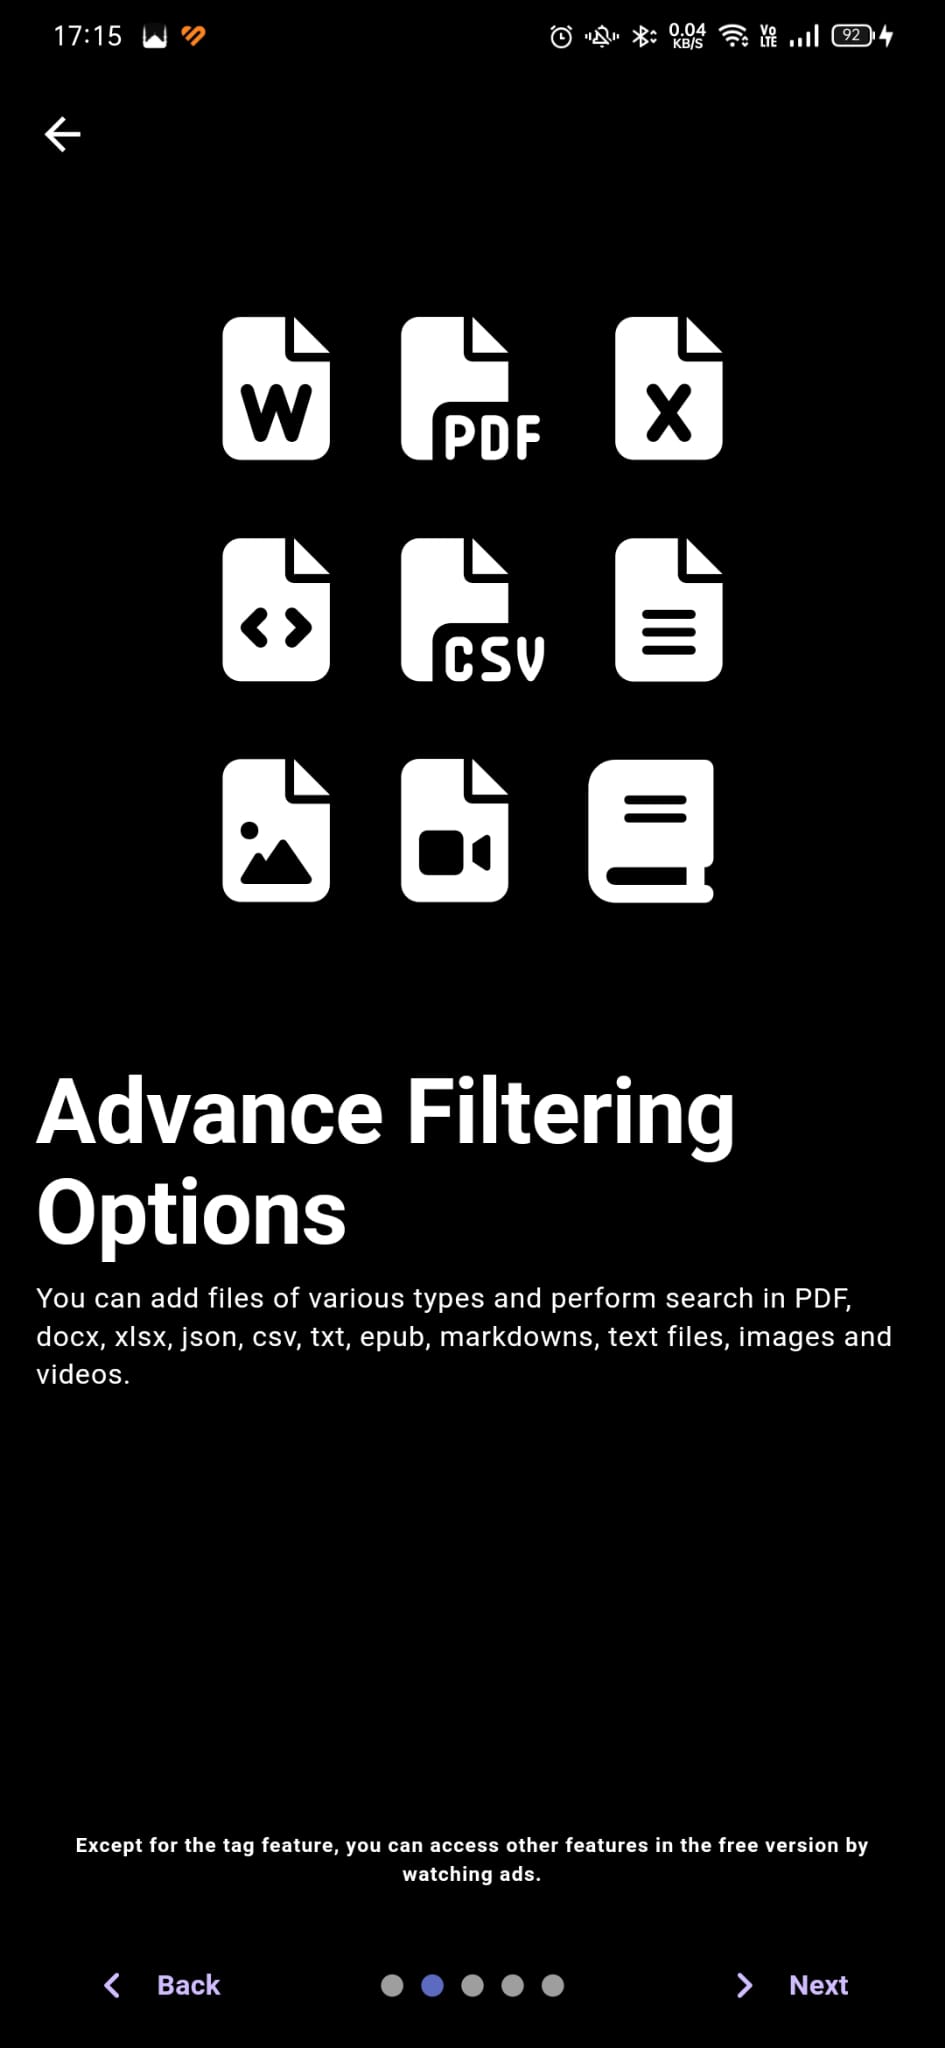 17:15
0.04
KB/S
Vo
LTE
92
W
PDF
X
CSV
Advance Filtering
Options
You can add files of various types and perform search in PDF,
docx, xlsx, json, csv, txt, epub, markdowns, text files, images and
videos.
Except for the tag feature, you can access other features in the free version by
watching ads.
Back
Next